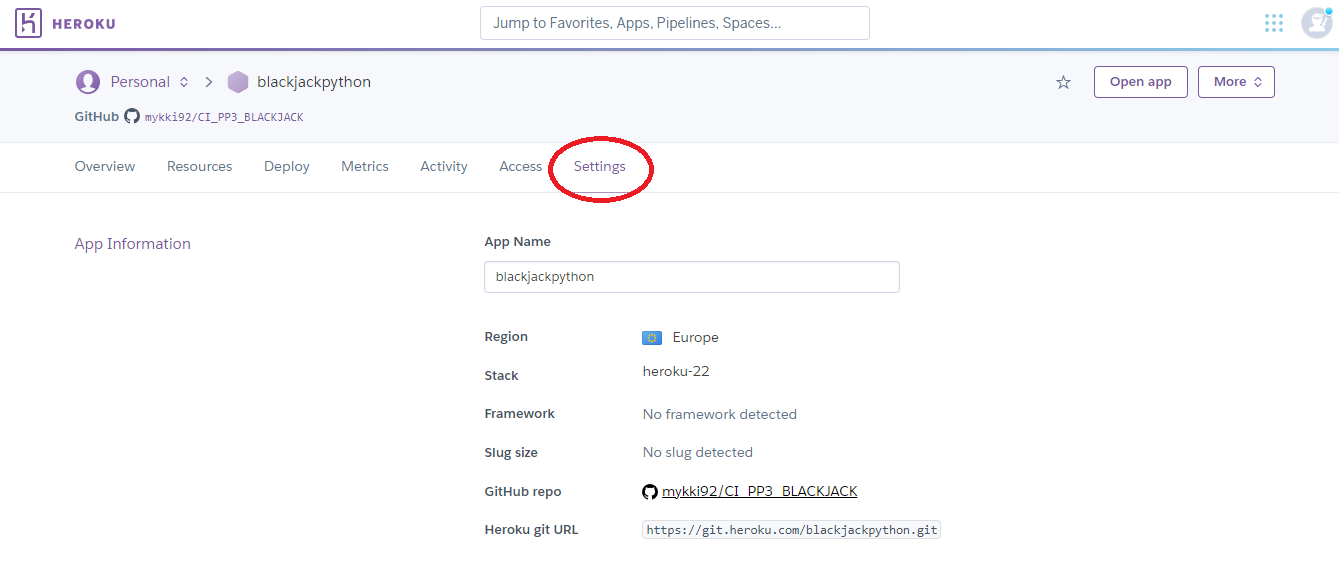 HEROKU Jump to Favorites, Apps, Pipelines, Spaces...
Personal blackjackpython Open app More
GitHub mykki92/CI_PP3_BLACKJACK
Overview Resources Deploy Metrics Activity Access Settings
App Information App Name
blackjackpython
Region Europe
Stack heroku-22
Framework No framework detected
Slug size No slug detected
GitHub repo mykki92/CI_PP3_BLACKJACK
Heroku git URL https://git.heroku.com/blackjackpython.git